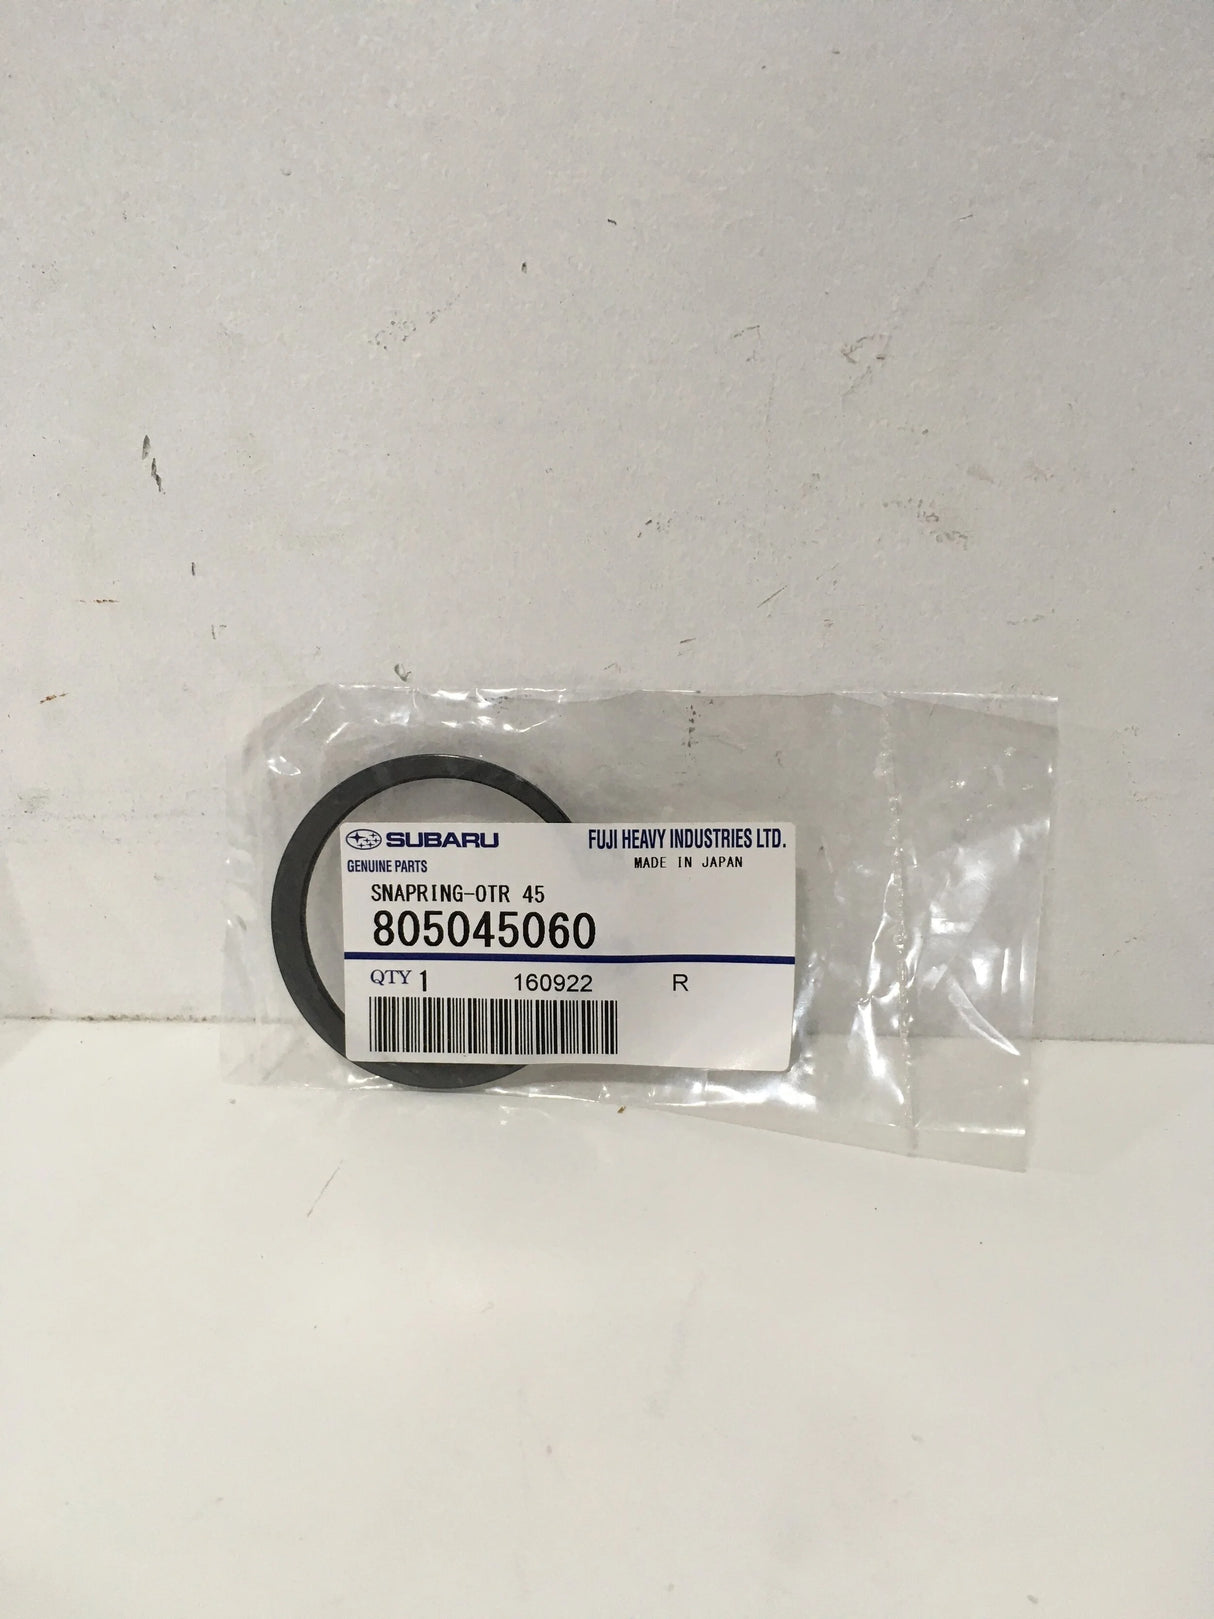 SUBARU FUJI HEAVY INDUSTRIES LTD.
GENUINE PARTS MADE IN JAPAN
SNAPRING-OTR 45
805045060
QTY 1 160922 R